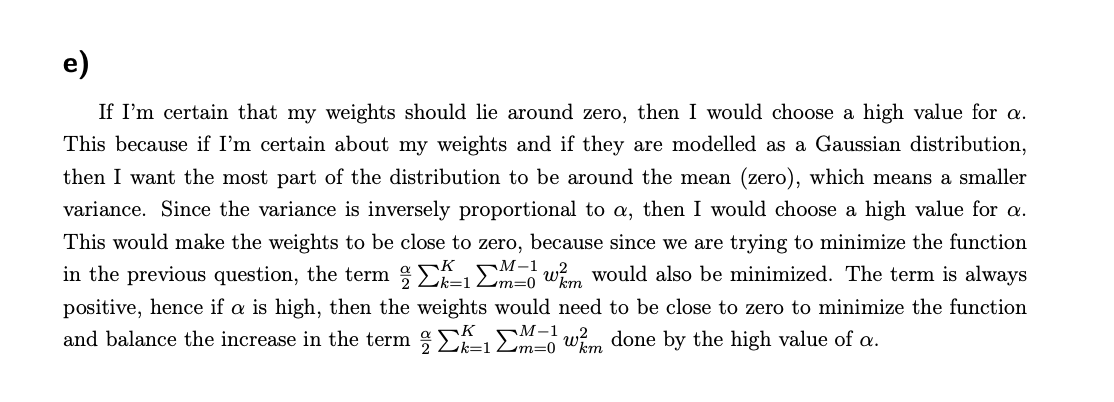 e)
If I'm certain that my weights should lie around zero, then I would choose a high value for α.
This because if I'm certain about my weights and if they are modelled as a Gaussian distribution,
then I want the most part of the distribution to be around the mean (zero), which means a smaller
variance. Since the variance is inversely proportional to α, then I would choose a high value for α.
This would make the weights to be close to zero, because since we are trying to minimize the function
in the previous question, the term $\frac{\alpha}{2} \sum_{k=1}^{K} \sum_{m=0}^{M-1} w_{km}^2$ would also be minimized. The term is always
positive, hence if α is high, then the weights would need to be close to zero to minimize the function
and balance the increase in the term $\frac{\alpha}{2} \sum_{k=1}^{K} \sum_{m=0}^{M-1} w_{km}^2$ done by the high value of α.